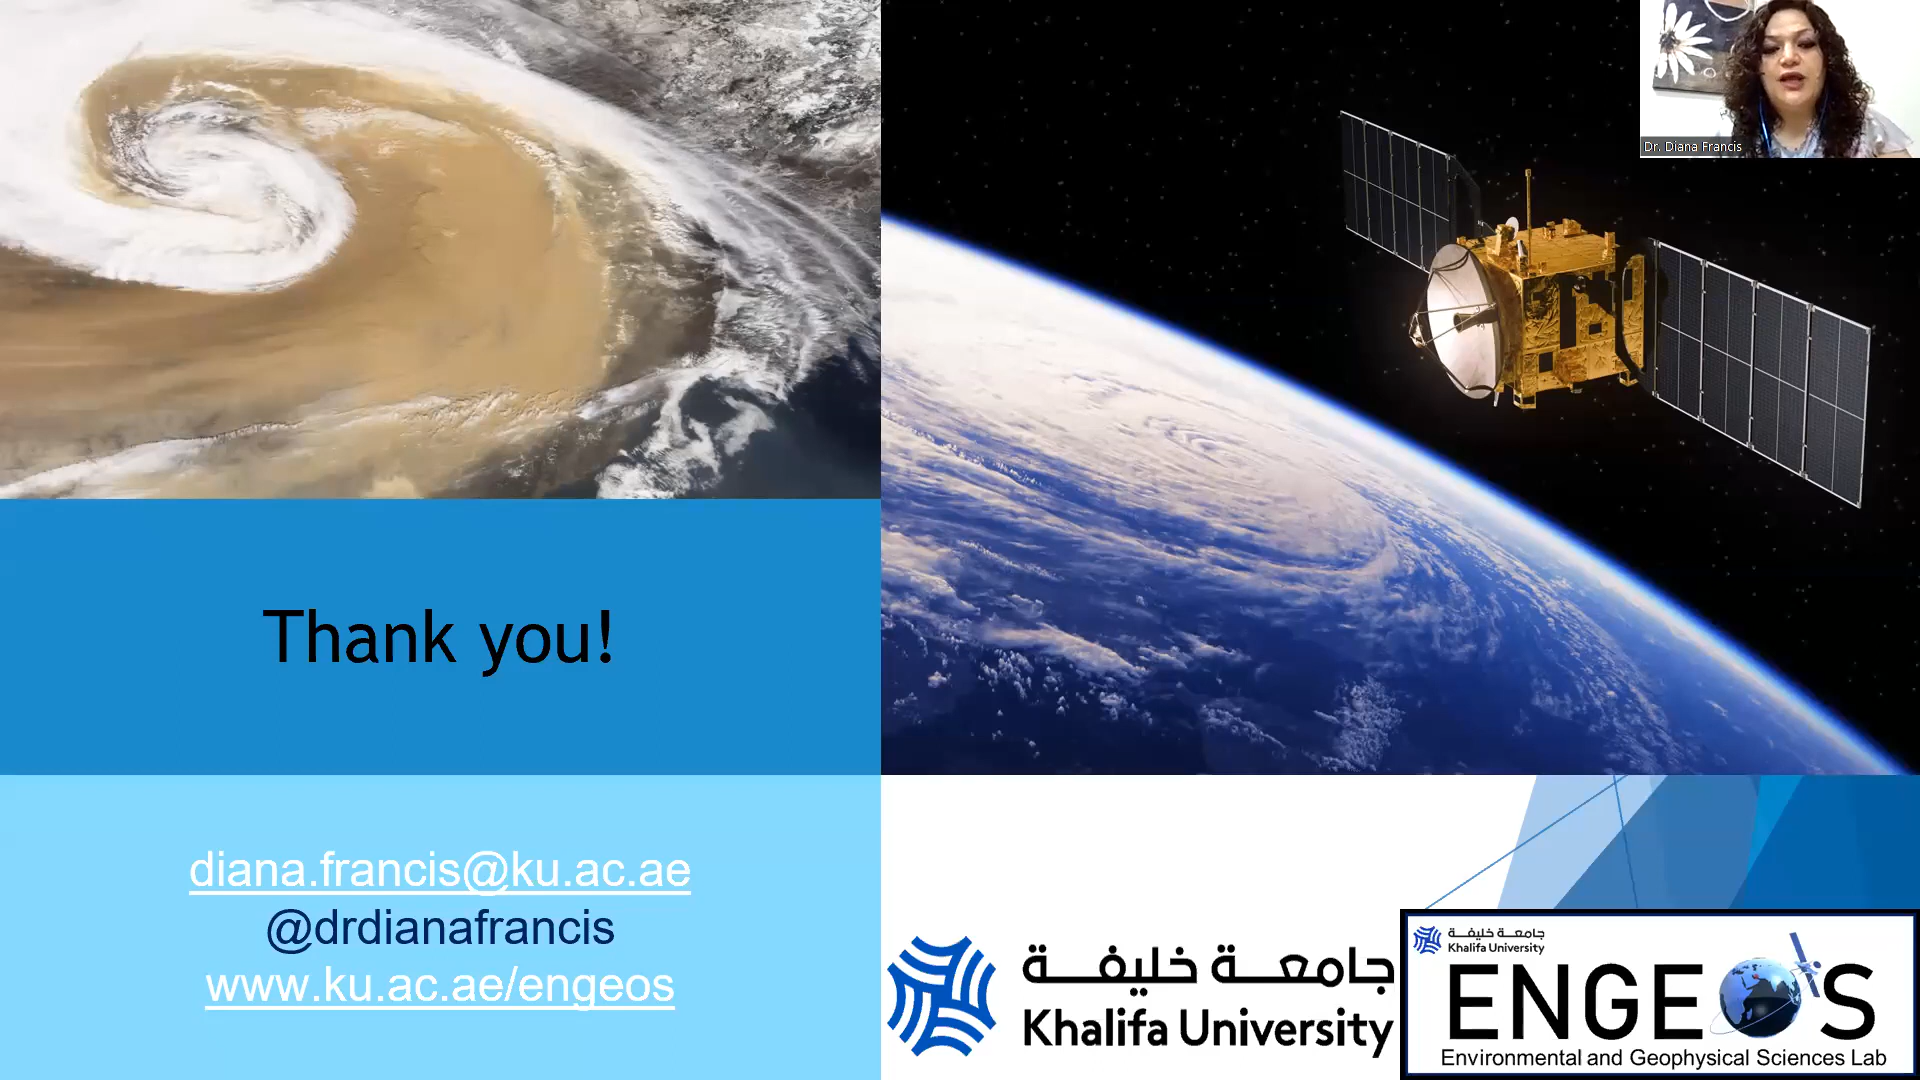 Dr. Diana Francis
Thank you!
diana.francis@ku.ac.ae
@drdianafrancis
www.ku.ac.ae/engeos
جامعة خليفة
Khalifa University
جامعة خليفة
Khalifa University
ENGEOS
Environmental and Geophysical Sciences Lab